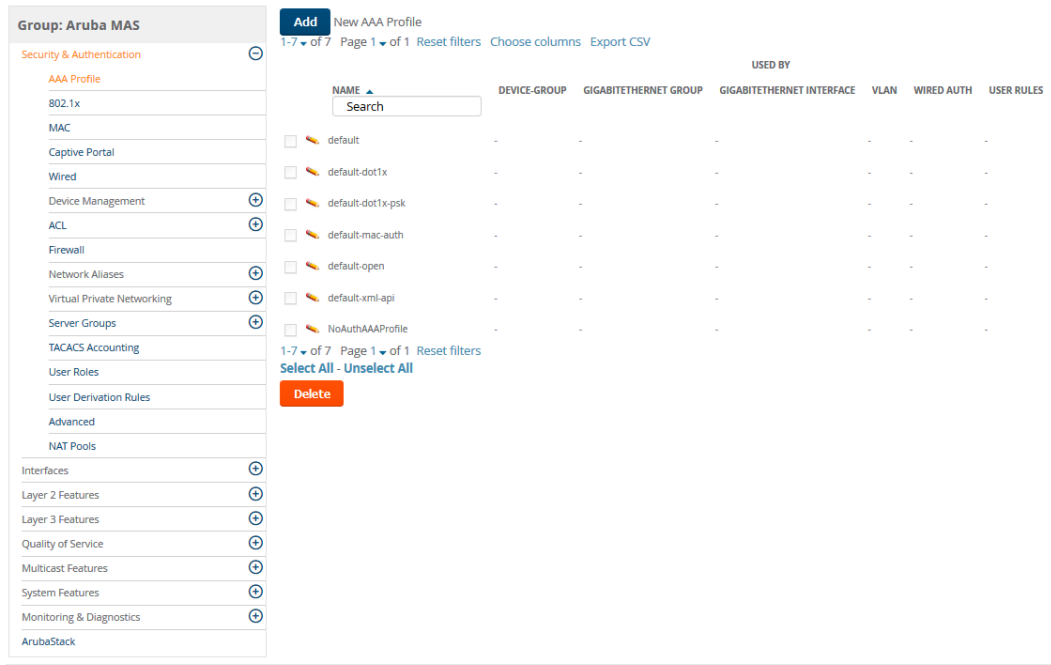 Group: Aruba MAS
Security & Authentication
AAA Profile
802.1x
MAC
Captive Portal
Wired
Device Management
ACL
Firewall
Network Aliases
Virtual Private Networking
Server Groups
TACACS Accounting
User Roles
User Derivation Rules
Advanced
NAT Pools
Interfaces
Layer 2 Features
Layer 3 Features
Quality of Service
Multicast Features
System Features
Monitoring & Diagnostics
ArubaStack
Add New AAA Profile
1-7 of 7 Page 1 of 1 Reset filters Choose columns Export CSV
USED BY
NAME DEVICE-GROUP GIGABITETHERNET GROUP GIGABITETHERNET INTERFACE VLAN WIRED AUTH USER RULES
Search
default - - - - - -
default-dot1x - - - - - -
default-dot1x-psk - - - - - -
default-mac-auth - - - - - -
default-open - - - - - -
default-xml-api - - - - - -
NoAuthAAAProfile - - - - - -
1-7 of 7 Page 1 of 1 Reset filters
Select All - Unselect All
Delete